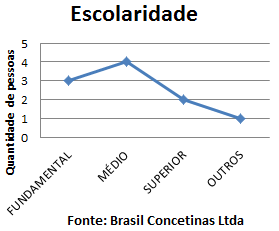 Escolaridade
Quantidade de pessoas
5
4
3
2
1
0
FUNDAMENTAL
MÉDIO
SUPERIOR
OUTROS
Fonte: Brasil Concetinas Ltda